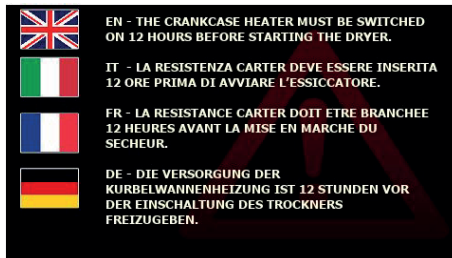 EN - THE CRANKCASE HEATER MUST BE SWITCHED
ON 12 HOURS BEFORE STARTING THE DRYER.
IT - LA RESISTENZA CARTER DEVE ESSERE INSERITA
12 ORE PRIMA DI AVVIARE L'ESSICCATORE.
FR - LA RESISTANCE CARTER DOIT ETRE BRANCHEE
12 HEURES AVANT LA MISE EN MARCHE DU
SECHEUR.
DE - DIE VERSORGUNG DER
KURBELWANNENHEIZUNG IST 12 STUNDEN VOR
DER EINSCHALTUNG DES TROCKNERS
FREIZUGEBEN.